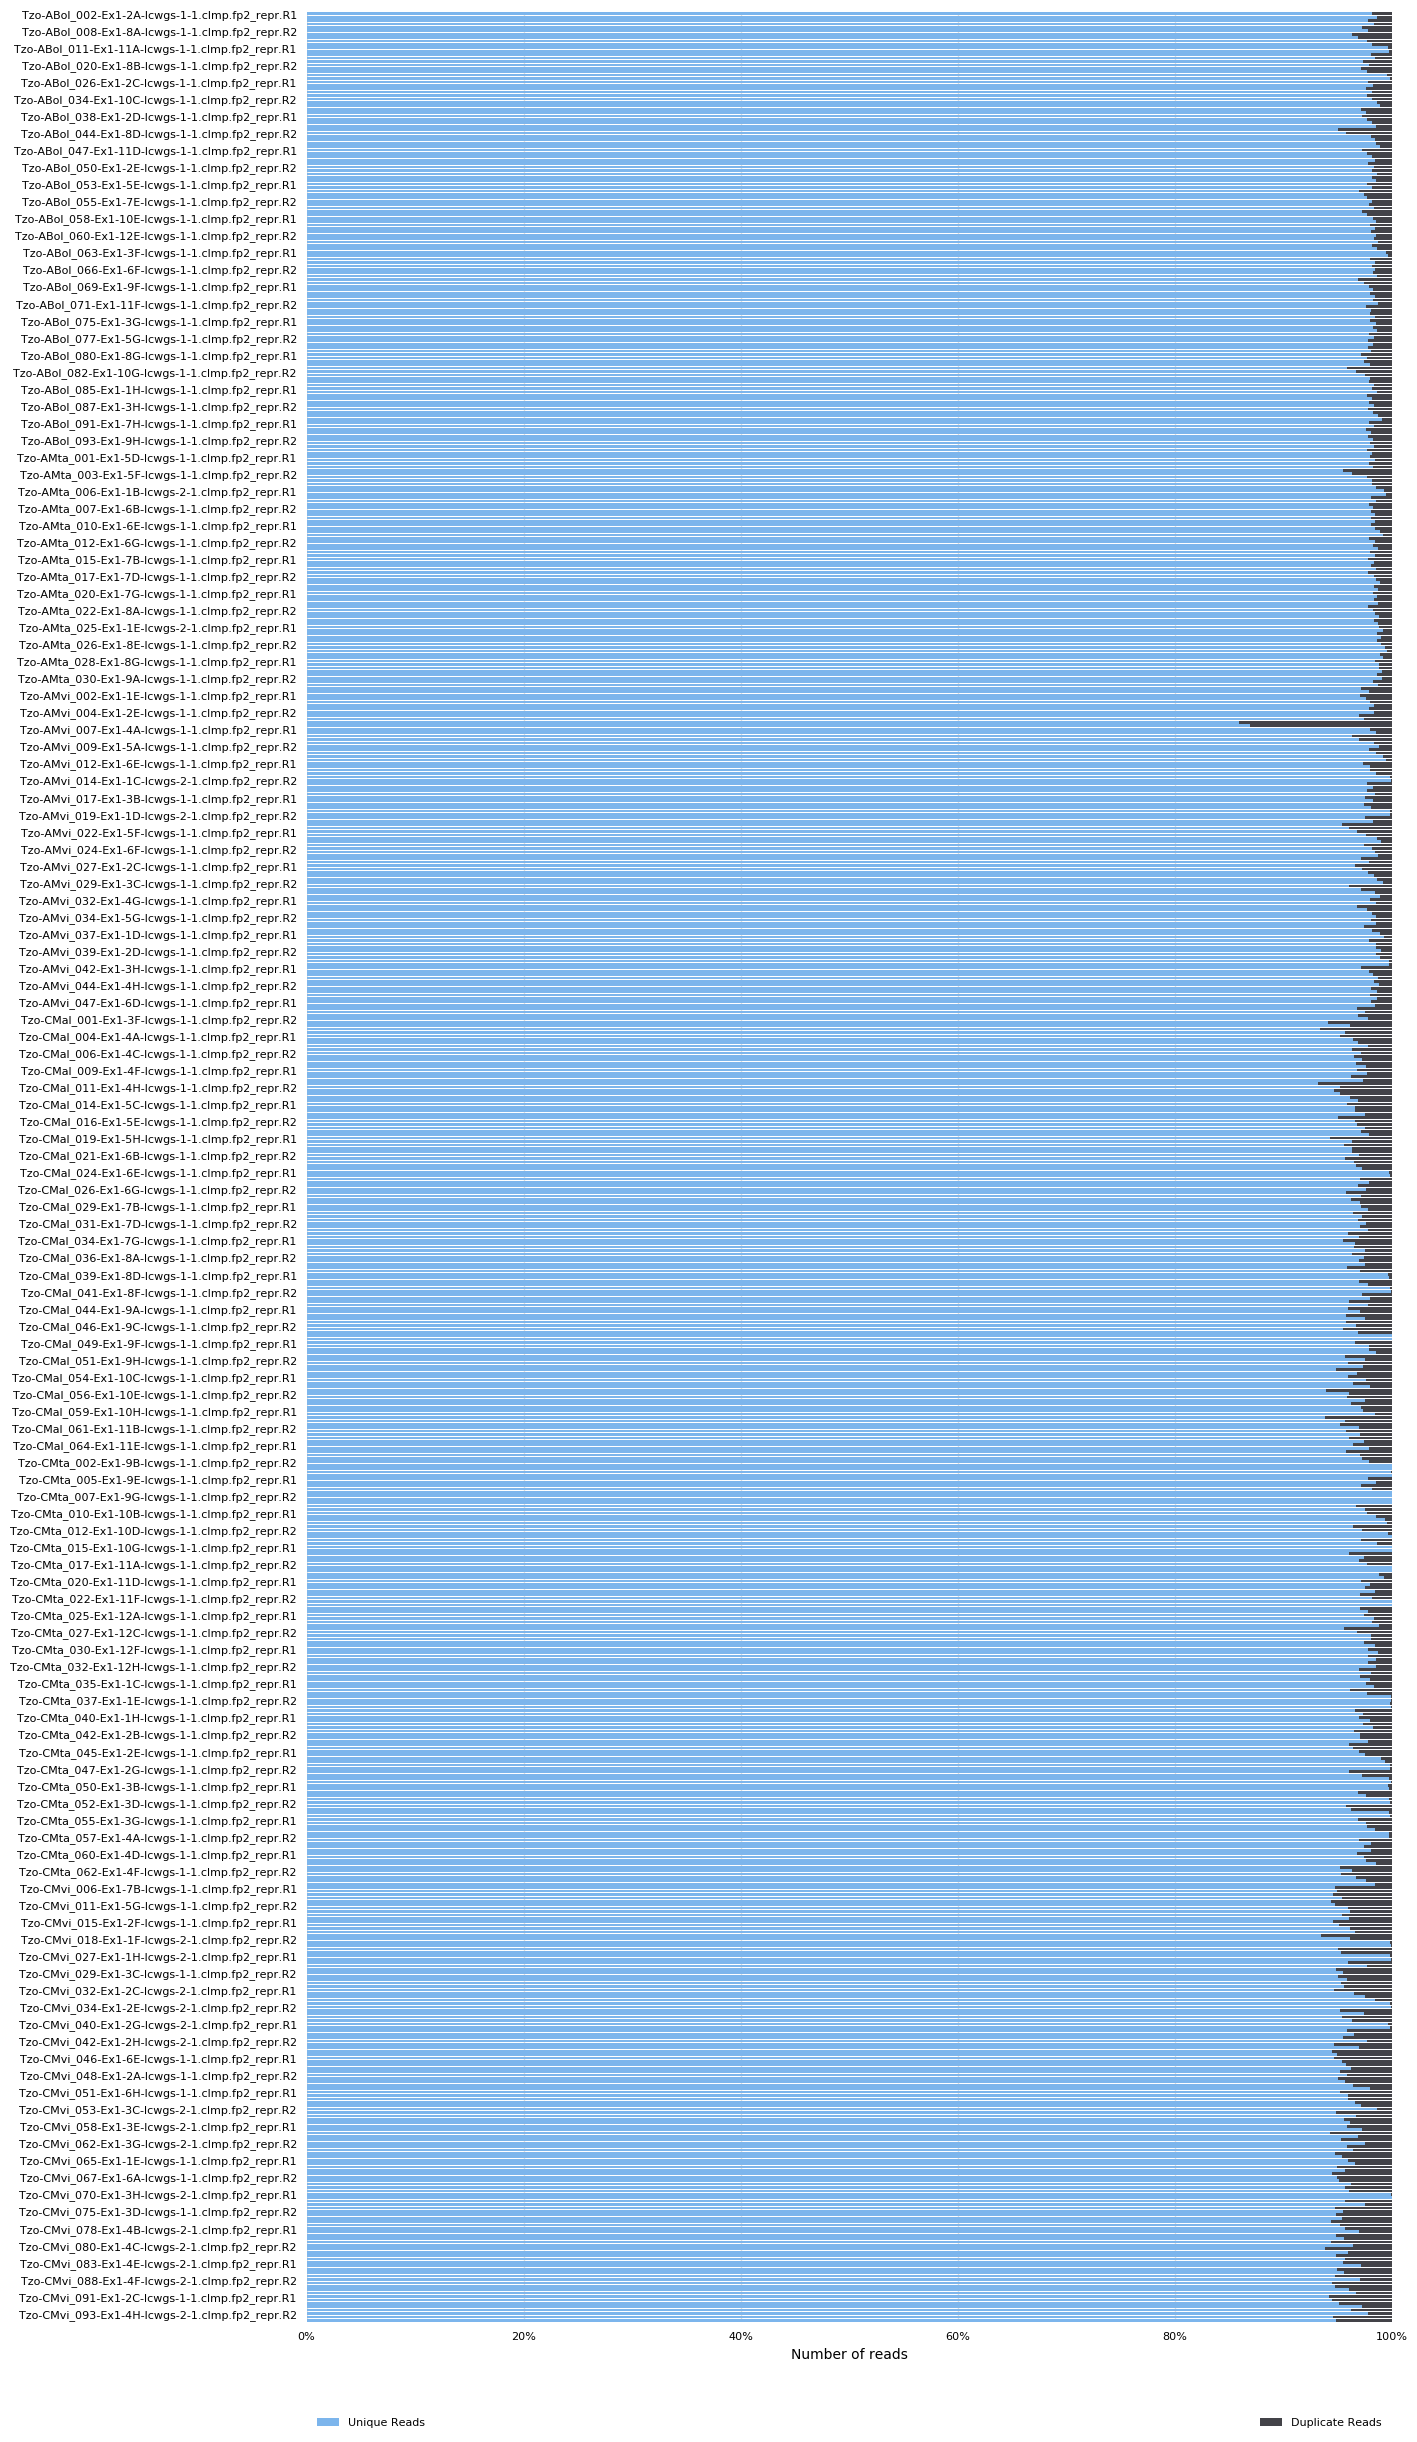 Tzo-ABol_002-Ex1-2A-lcwgs-1-1.clmp.fp2_repr.R1
Tzo-ABol_008-Ex1-8A-lcwgs-1-1.clmp.fp2_repr.R2
Tzo-ABol_011-Ex1-11A-lcwgs-1-1.clmp.fp2_repr.R1
Tzo-ABol_020-Ex1-8B-lcwgs-1-1.clmp.fp2_repr.R2
Tzo-ABol_026-Ex1-2C-lcwgs-1-1.clmp.fp2_repr.R1
Tzo-ABol_034-Ex1-10C-lcwgs-1-1.clmp.fp2_repr.R2
Tzo-ABol_038-Ex1-2D-lcwgs-1-1.clmp.fp2_repr.R1
Tzo-ABol_044-Ex1-8D-lcwgs-1-1.clmp.fp2_repr.R2
Tzo-ABol_047-Ex1-11D-lcwgs-1-1.clmp.fp2_repr.R1
Tzo-ABol_050-Ex1-2E-lcwgs-1-1.clmp.fp2_repr.R2
Tzo-ABol_053-Ex1-5E-lcwgs-1-1.clmp.fp2_repr.R1
Tzo-ABol_055-Ex1-7E-lcwgs-1-1.clmp.fp2_repr.R2
Tzo-ABol_058-Ex1-10E-lcwgs-1-1.clmp.fp2_repr.R1
Tzo-ABol_060-Ex1-12E-lcwgs-1-1.clmp.fp2_repr.R2
Tzo-ABol_063-Ex1-3F-lcwgs-1-1.clmp.fp2_repr.R1
Tzo-ABol_066-Ex1-6F-lcwgs-1-1.clmp.fp2_repr.R2
Tzo-ABol_069-Ex1-9F-lcwgs-1-1.clmp.fp2_repr.R1
Tzo-ABol_071-Ex1-11F-lcwgs-1-1.clmp.fp2_repr.R2
Tzo-ABol_075-Ex1-3G-lcwgs-1-1.clmp.fp2_repr.R1
Tzo-ABol_077-Ex1-5G-lcwgs-1-1.clmp.fp2_repr.R2
Tzo-ABol_080-Ex1-8G-lcwgs-1-1.clmp.fp2_repr.R1
Tzo-ABol_082-Ex1-10G-lcwgs-1-1.clmp.fp2_repr.R2
Tzo-ABol_085-Ex1-1H-lcwgs-1-1.clmp.fp2_repr.R1
Tzo-ABol_087-Ex1-3H-lcwgs-1-1.clmp.fp2_repr.R2
Tzo-ABol_091-Ex1-7H-lcwgs-1-1.clmp.fp2_repr.R1
Tzo-ABol_093-Ex1-9H-lcwgs-1-1.clmp.fp2_repr.R2
Tzo-AMta_001-Ex1-5D-lcwgs-1-1.clmp.fp2_repr.R1
Tzo-AMta_003-Ex1-5F-lcwgs-1-1.clmp.fp2_repr.R2
Tzo-AMta_006-Ex1-1B-lcwgs-2-1.clmp.fp2_repr.R1
Tzo-AMta_007-Ex1-6B-lcwgs-1-1.clmp.fp2_repr.R2
Tzo-AMta_010-Ex1-6E-lcwgs-1-1.clmp.fp2_repr.R1
Tzo-AMta_012-Ex1-6G-lcwgs-1-1.clmp.fp2_repr.R2
Tzo-AMta_015-Ex1-7B-lcwgs-1-1.clmp.fp2_repr.R1
Tzo-AMta_017-Ex1-7D-lcwgs-1-1.clmp.fp2_repr.R2
Tzo-AMta_020-Ex1-7G-lcwgs-1-1.clmp.fp2_repr.R1
Tzo-AMta_022-Ex1-8A-lcwgs-1-1.clmp.fp2_repr.R2
Tzo-AMta_025-Ex1-1E-lcwgs-2-1.clmp.fp2_repr.R1
Tzo-AMta_026-Ex1-8E-lcwgs-1-1.clmp.fp2_repr.R2
Tzo-AMta_028-Ex1-8G-lcwgs-1-1.clmp.fp2_repr.R1
Tzo-AMta_030-Ex1-9A-lcwgs-1-1.clmp.fp2_repr.R2
Tzo-AMvi_002-Ex1-1E-lcwgs-1-1.clmp.fp2_repr.R1
Tzo-AMvi_004-Ex1-2E-lcwgs-1-1.clmp.fp2_repr.R2
Tzo-AMvi_007-Ex1-4A-lcwgs-1-1.clmp.fp2_repr.R1
Tzo-AMvi_009-Ex1-5A-lcwgs-1-1.clmp.fp2_repr.R2
Tzo-AMvi_012-Ex1-6E-lcwgs-1-1.clmp.fp2_repr.R1
Tzo-AMvi_014-Ex1-1C-lcwgs-2-1.clmp.fp2_repr.R2
Tzo-AMvi_017-Ex1-3B-lcwgs-1-1.clmp.fp2_repr.R1
Tzo-AMvi_019-Ex1-1D-lcwgs-2-1.clmp.fp2_repr.R2
Tzo-AMvi_022-Ex1-5F-lcwgs-1-1.clmp.fp2_repr.R1
Tzo-AMvi_024-Ex1-6F-lcwgs-1-1.clmp.fp2_repr.R2
Tzo-AMvi_027-Ex1-2C-lcwgs-1-1.clmp.fp2_repr.R1
Tzo-AMvi_029-Ex1-3C-lcwgs-1-1.clmp.fp2_repr.R2
Tzo-AMvi_032-Ex1-4G-lcwgs-1-1.clmp.fp2_repr.R1
Tzo-AMvi_034-Ex1-5G-lcwgs-1-1.clmp.fp2_repr.R2
Tzo-AMvi_037-Ex1-1D-lcwgs-1-1.clmp.fp2_repr.R1
Tzo-AMvi_039-Ex1-2D-lcwgs-1-1.clmp.fp2_repr.R2
Tzo-AMvi_042-Ex1-3H-lcwgs-1-1.clmp.fp2_repr.R1
Tzo-AMvi_044-Ex1-4H-lcwgs-1-1.clmp.fp2_repr.R2
Tzo-AMvi_047-Ex1-6D-lcwgs-1-1.clmp.fp2_repr.R1
Tzo-CMal_001-Ex1-3F-lcwgs-1-1.clmp.fp2_repr.R2
Tzo-CMal_004-Ex1-4A-lcwgs-1-1.clmp.fp2_repr.R1
Tzo-CMal_006-Ex1-4C-lcwgs-1-1.clmp.fp2_repr.R2
Tzo-CMal_009-Ex1-4F-lcwgs-1-1.clmp.fp2_repr.R1
Tzo-CMal_011-Ex1-4H-lcwgs-1-1.clmp.fp2_repr.R2
Tzo-CMal_014-Ex1-5C-lcwgs-1-1.clmp.fp2_repr.R1
Tzo-CMal_016-Ex1-5E-lcwgs-1-1.clmp.fp2_repr.R2
Tzo-CMal_019-Ex1-5H-lcwgs-1-1.clmp.fp2_repr.R1
Tzo-CMal_021-Ex1-6B-lcwgs-1-1.clmp.fp2_repr.R2
Tzo-CMal_024-Ex1-6E-lcwgs-1-1.clmp.fp2_repr.R1
Tzo-CMal_026-Ex1-6G-lcwgs-1-1.clmp.fp2_repr.R2
Tzo-CMal_029-Ex1-7B-lcwgs-1-1.clmp.fp2_repr.R1
Tzo-CMal_031-Ex1-7D-lcwgs-1-1.clmp.fp2_repr.R2
Tzo-CMal_034-Ex1-7G-lcwgs-1-1.clmp.fp2_repr.R1
Tzo-CMal_036-Ex1-8A-lcwgs-1-1.clmp.fp2_repr.R2
Tzo-CMal_039-Ex1-8D-lcwgs-1-1.clmp.fp2_repr.R1
Tzo-CMal_041-Ex1-8F-lcwgs-1-1.clmp.fp2_repr.R2
Tzo-CMal_044-Ex1-9A-lcwgs-1-1.clmp.fp2_repr.R1
Tzo-CMal_046-Ex1-9C-lcwgs-1-1.clmp.fp2_repr.R2
Tzo-CMal_049-Ex1-9F-lcwgs-1-1.clmp.fp2_repr.R1
Tzo-CMal_051-Ex1-9H-lcwgs-1-1.clmp.fp2_repr.R2
Tzo-CMal_054-Ex1-10C-lcwgs-1-1.clmp.fp2_repr.R1
Tzo-CMal_056-Ex1-10E-lcwgs-1-1.clmp.fp2_repr.R2
Tzo-CMal_059-Ex1-10H-lcwgs-1-1.clmp.fp2_repr.R1
Tzo-CMal_061-Ex1-11B-lcwgs-1-1.clmp.fp2_repr.R2
Tzo-CMal_064-Ex1-11E-lcwgs-1-1.clmp.fp2_repr.R1
Tzo-CMta_002-Ex1-9B-lcwgs-1-1.clmp.fp2_repr.R2
Tzo-CMta_005-Ex1-9E-lcwgs-1-1.clmp.fp2_repr.R1
Tzo-CMta_007-Ex1-9G-lcwgs-1-1.clmp.fp2_repr.R2
Tzo-CMta_010-Ex1-10B-lcwgs-1-1.clmp.fp2_repr.R1
Tzo-CMta_012-Ex1-10D-lcwgs-1-1.clmp.fp2_repr.R2
Tzo-CMta_015-Ex1-10G-lcwgs-1-1.clmp.fp2_repr.R1
Tzo-CMta_017-Ex1-11A-lcwgs-1-1.clmp.fp2_repr.R2
Tzo-CMta_020-Ex1-11D-lcwgs-1-1.clmp.fp2_repr.R1
Tzo-CMta_022-Ex1-11F-lcwgs-1-1.clmp.fp2_repr.R2
Tzo-CMta_025-Ex1-12A-lcwgs-1-1.clmp.fp2_repr.R1
Tzo-CMta_027-Ex1-12C-lcwgs-1-1.clmp.fp2_repr.R2
Tzo-CMta_030-Ex1-12F-lcwgs-1-1.clmp.fp2_repr.R1
Tzo-CMta_032-Ex1-12H-lcwgs-1-1.clmp.fp2_repr.R2
Tzo-CMta_035-Ex1-1C-lcwgs-1-1.clmp.fp2_repr.R1
Tzo-CMta_037-Ex1-1E-lcwgs-1-1.clmp.fp2_repr.R2
Tzo-CMta_040-Ex1-1H-lcwgs-1-1.clmp.fp2_repr.R1
Tzo-CMta_042-Ex1-2B-lcwgs-1-1.clmp.fp2_repr.R2
Tzo-CMta_045-Ex1-2E-lcwgs-1-1.clmp.fp2_repr.R1
Tzo-CMta_047-Ex1-2G-lcwgs-1-1.clmp.fp2_repr.R2
Tzo-CMta_050-Ex1-3B-lcwgs-1-1.clmp.fp2_repr.R1
Tzo-CMta_052-Ex1-3D-lcwgs-1-1.clmp.fp2_repr.R2
Tzo-CMta_055-Ex1-3G-lcwgs-1-1.clmp.fp2_repr.R1
Tzo-CMta_057-Ex1-4A-lcwgs-1-1.clmp.fp2_repr.R2
Tzo-CMta_060-Ex1-4D-lcwgs-1-1.clmp.fp2_repr.R1
Tzo-CMta_062-Ex1-4F-lcwgs-1-1.clmp.fp2_repr.R2
Tzo-CMvi_006-Ex1-7B-lcwgs-1-1.clmp.fp2_repr.R1
Tzo-CMvi_011-Ex1-5G-lcwgs-1-1.clmp.fp2_repr.R2
Tzo-CMvi_015-Ex1-2F-lcwgs-1-1.clmp.fp2_repr.R1
Tzo-CMvi_018-Ex1-1F-lcwgs-2-1.clmp.fp2_repr.R2
Tzo-CMvi_027-Ex1-1H-lcwgs-2-1.clmp.fp2_repr.R1
Tzo-CMvi_029-Ex1-3C-lcwgs-1-1.clmp.fp2_repr.R2
Tzo-CMvi_032-Ex1-2C-lcwgs-2-1.clmp.fp2_repr.R1
Tzo-CMvi_034-Ex1-2E-lcwgs-2-1.clmp.fp2_repr.R2
Tzo-CMvi_040-Ex1-2G-lcwgs-2-1.clmp.fp2_repr.R1
Tzo-CMvi_042-Ex1-2H-lcwgs-2-1.clmp.fp2_repr.R2
Tzo-CMvi_046-Ex1-6E-lcwgs-1-1.clmp.fp2_repr.R1
Tzo-CMvi_048-Ex1-2A-lcwgs-1-1.clmp.fp2_repr.R2
Tzo-CMvi_051-Ex1-6H-lcwgs-1-1.clmp.fp2_repr.R1
Tzo-CMvi_053-Ex1-3C-lcwgs-2-1.clmp.fp2_repr.R2
Tzo-CMvi_058-Ex1-3E-lcwgs-2-1.clmp.fp2_repr.R1
Tzo-CMvi_062-Ex1-3G-lcwgs-2-1.clmp.fp2_repr.R2
Tzo-CMvi_065-Ex1-1E-lcwgs-1-1.clmp.fp2_repr.R1
Tzo-CMvi_067-Ex1-6A-lcwgs-1-1.clmp.fp2_repr.R2
Tzo-CMvi_070-Ex1-3H-lcwgs-2-1.clmp.fp2_repr.R1
Tzo-CMvi_075-Ex1-3D-lcwgs-1-1.clmp.fp2_repr.R2
Tzo-CMvi_078-Ex1-4B-lcwgs-2-1.clmp.fp2_repr.R1
Tzo-CMvi_080-Ex1-4C-lcwgs-2-1.clmp.fp2_repr.R2
Tzo-CMvi_083-Ex1-4E-lcwgs-2-1.clmp.fp2_repr.R1
Tzo-CMvi_088-Ex1-4F-lcwgs-2-1.clmp.fp2_repr.R2
Tzo-CMvi_091-Ex1-2C-lcwgs-1-1.clmp.fp2_repr.R1
Tzo-CMvi_093-Ex1-4H-lcwgs-2-1.clmp.fp2_repr.R2
0% 20% 40% 60% 80% 100%
Number of reads
Unique Reads Duplicate Reads